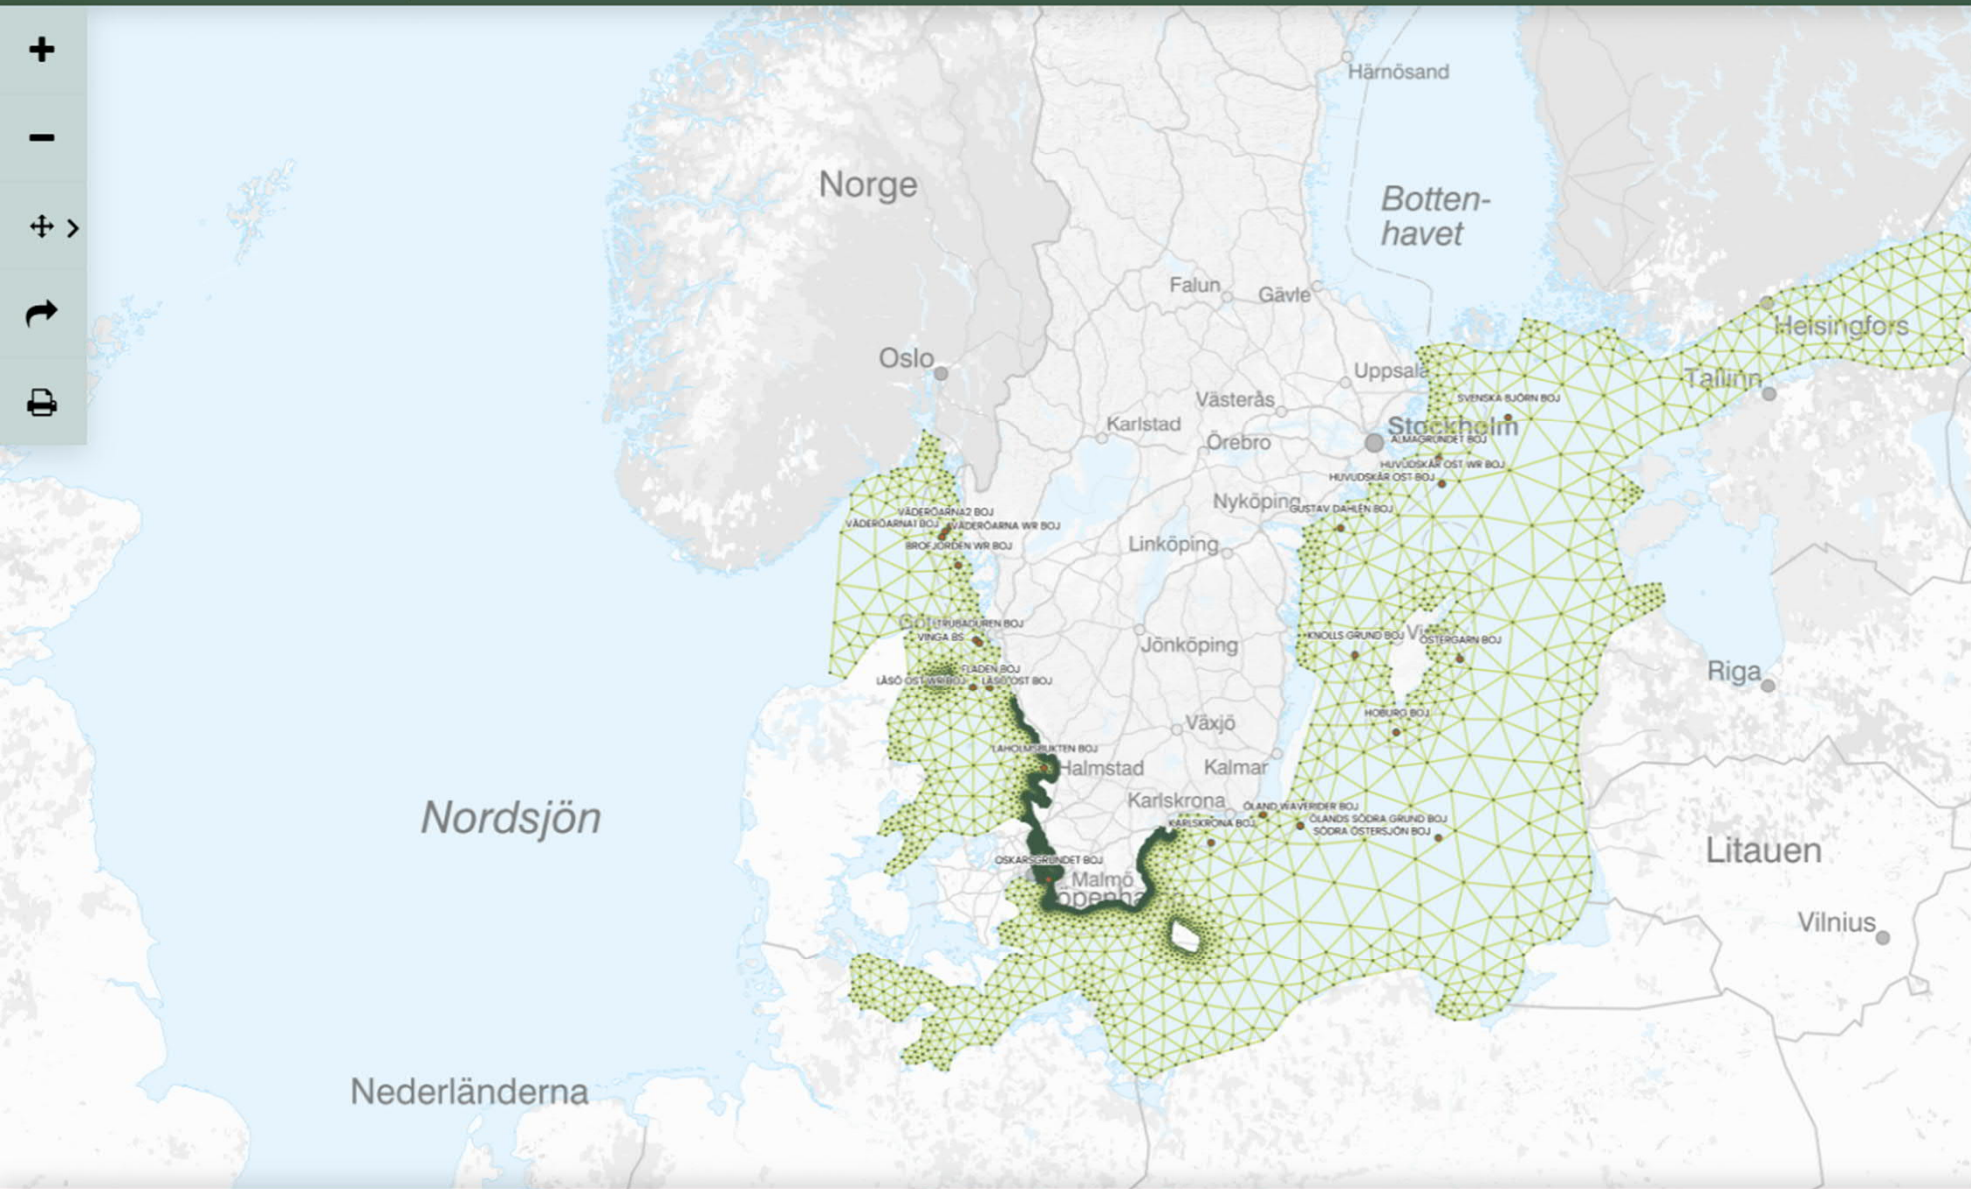 Härnösand
Norge
Botten-
havet
Falun
Gävle
Oslo
Heisingfors
Uppsala
Tallinn
Västerås
SVENSKA BJÖRN BOJ
Karlstad
Stockholm
Örebro
ALMAGRUNDET BOJ
HUVUDSKÄR OST WR BOJ
HUVUDSKÄR OST BOJ
Nyköping
GUSTAV DAHLÉN BOJ
VÄDERÖARNA2 BOJ
VÄDERÖARNA1 BOJ
VÄDERÖARNA WR BOJ
BROFJORDEN WR BOJ
Linköping
TRUBADUREN BOJ
VINGA BS
KNOLLS GRUND BOJ
ÖSTERGARN BOJ
Jönköping
FLADEN BOJ
LÄSÖ OST WR BOJ
LÄSÖ OST BOJ
Riga
HOBURG BOJ
Växjö
LAHOLMSBUKTEN BOJ
Halmstad
Kalmar
Karlskrona
ÖLAND WAVERIDER BOJ
Nordsjön
KARLSKRONA BOJ
ÖLANDS SÖDRA GRUND BOJ
SÖDRA ÖSTERSJÖN BOJ
Litauen
OSKARSGRUNDET BOJ
Malmö
Vilnius
Nederländerna